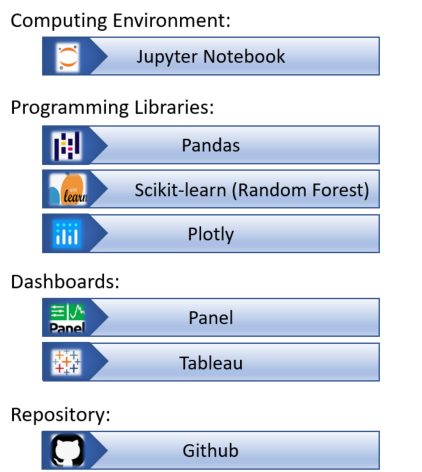 Computing Environment:
Jupyter Notebook
Programming Libraries:
Pandas
learn
Scikit-learn (Random Forest)
Plotly
Dashboards:
Panel
Panel
Tableau
Repository:
Github